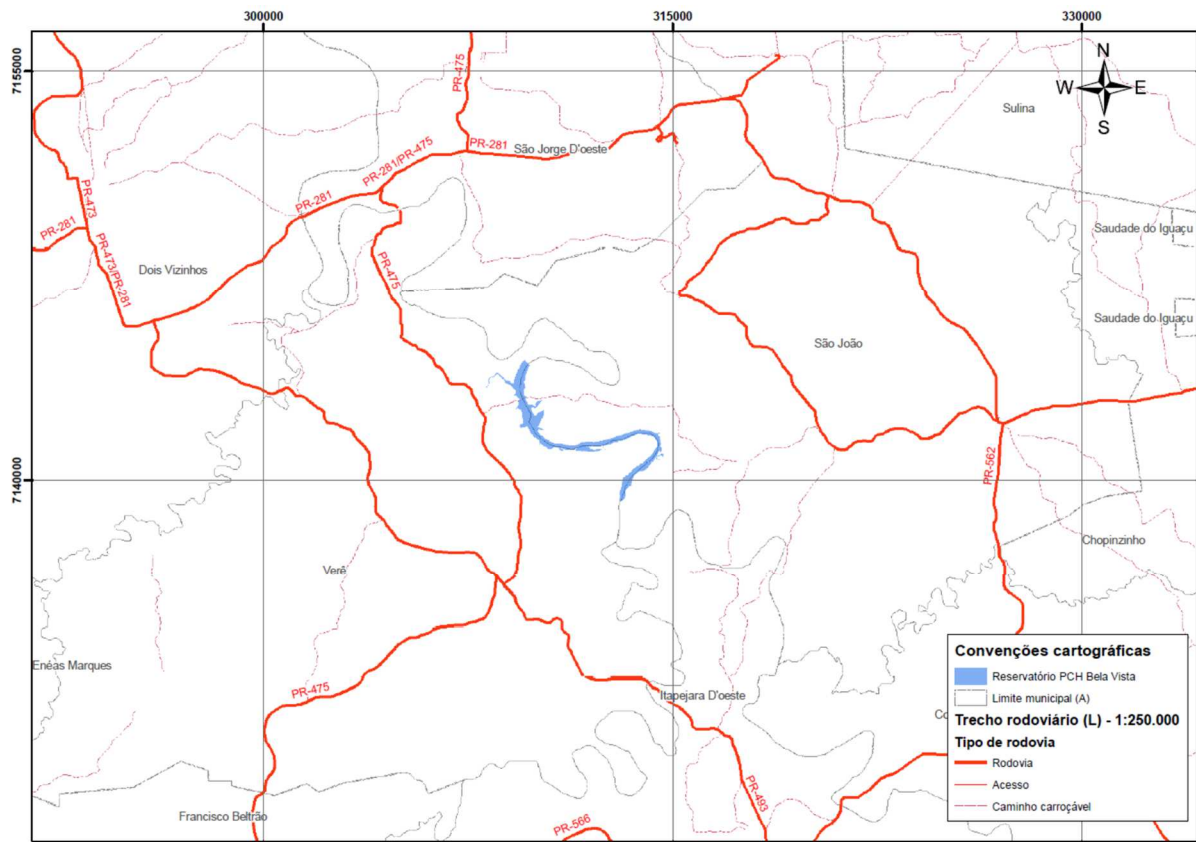 300000
315000
330000
7155000
7140000
N
W
E
S
PR-475
Sulina
PR-281
São Jorge D'oeste
PR-281/PR-475
PR-281
PR-473
PR-281
PR-473/PR-281
Dois Vizinhos
PR-475
Saudade do Iguaçu
Saudade do Iguaçu
São João
PR-562
Chopinzinho
Verê
Enéas Marques
PR-475
Itapejara D'oeste
Co
PR-493
Francisco Beltrão
PR-566
Convenções cartográficas
Reservatório PCH Bela Vista
Limite municipal (A)
Trecho rodoviário (L) - 1:250.000
Tipo de rodovia
Rodovia
Acesso
Caminho carroçável